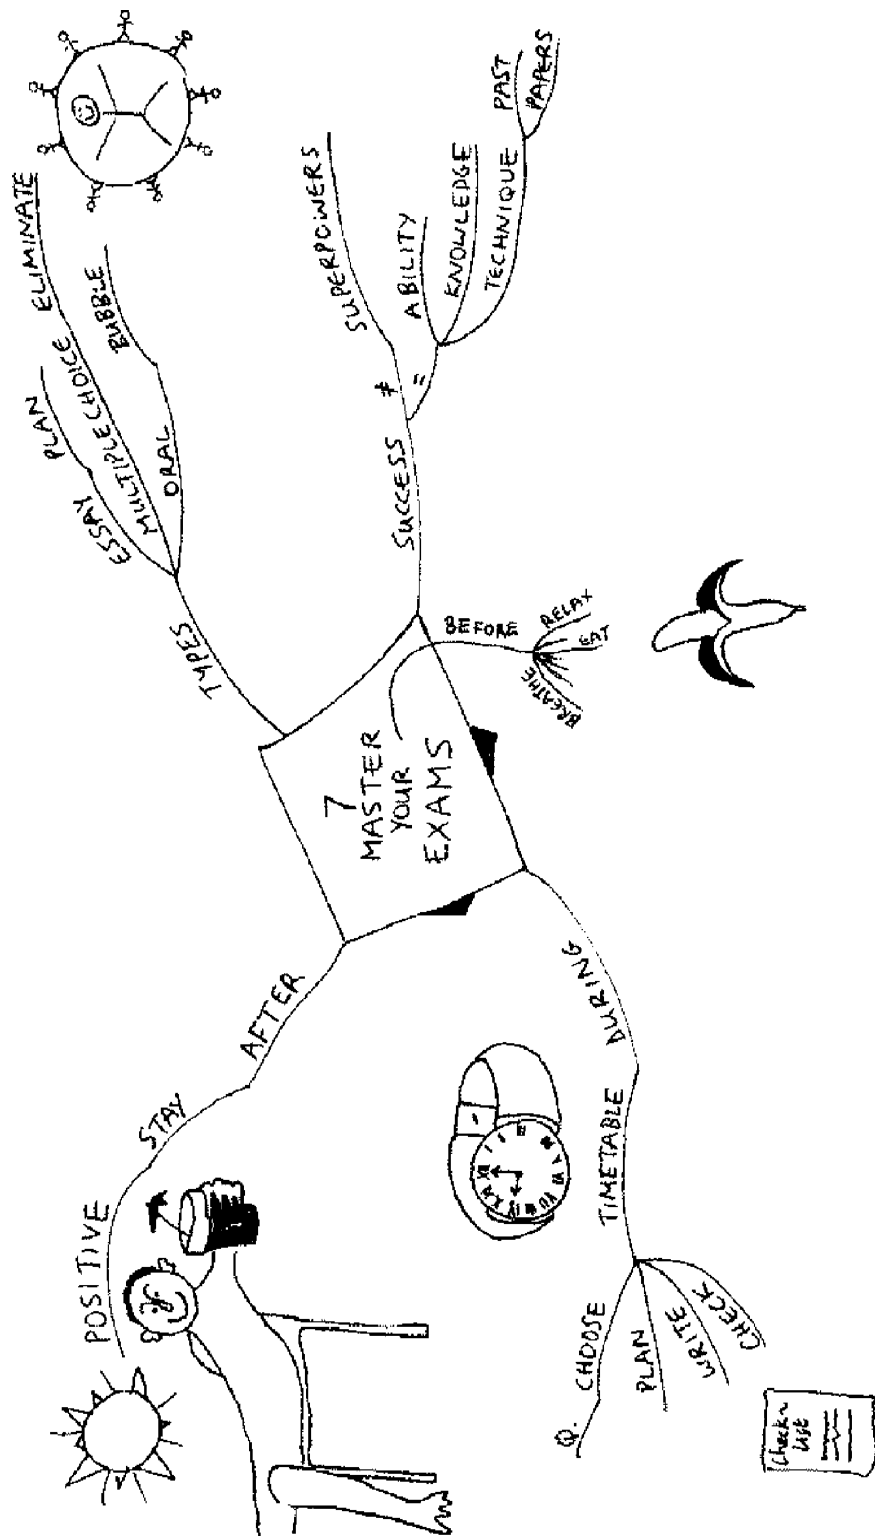 7
MASTER
YOUR
EXAMS
SUCCESS
≠
SUPERPOWERS
=
ABILITY
KNOWLEDGE
TECHNIQUE
PAST
PAPERS
BEFORE
RELAX
EAT
BREATHE
DURING
TIMETABLE
CHOOSE
Q.
PLAN
WRITE
CHECK
Check~
List
AFTER
STAY
POSITIVE
TYPES
ESSAY
PLAN
MULTIPLE CHOICE
ELIMINATE
ORAL
BUBBLE